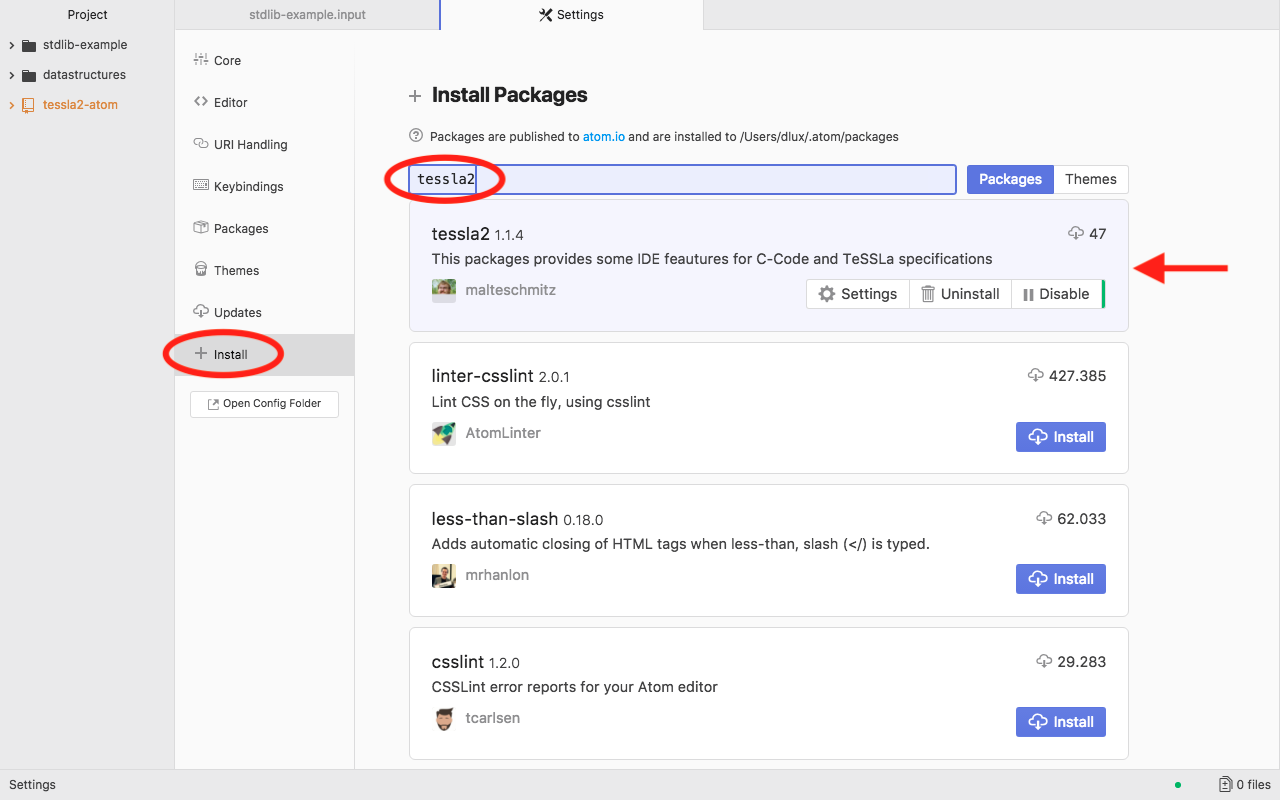 Project
stdlib-example.input
Settings
stdlib-example
datastructures
tessla2-atom
Core
Editor
URI Handling
Keybindings
Packages
Themes
Updates
Install
Open Config Folder
Install Packages
Packages are published to atom.io and are installed to /Users/dlux/.atom/packages
tessla2
Packages Themes
tessla2 1.1.4 47
This packages provides some IDE feautures for C-Code and TeSSLa specifications
malteschmitz Settings Uninstall Disable
linter-csslint 2.0.1 427.385
Lint CSS on the fly, using csslint
AtomLinter Install
less-than-slash 0.18.0 62.033
Adds automatic closing of HTML tags when less-than, slash (</) is typed.
mrhanlon Install
csslint 1.2.0 29.283
CSSLint error reports for your Atom editor
tcarlsen Install
Settings 0 files